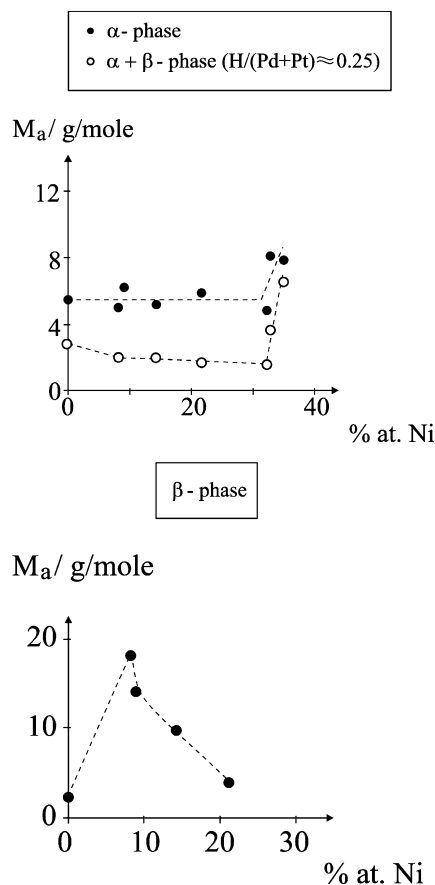 ● α- phase
○ α + β - phase (H/(Pd+Pt)≈0.25)
Ma/ g/mole
12
8
4
0
0 20 40
% at. Ni
β - phase
Ma/ g/mole
20
10
0
0 10 20 30
% at. Ni